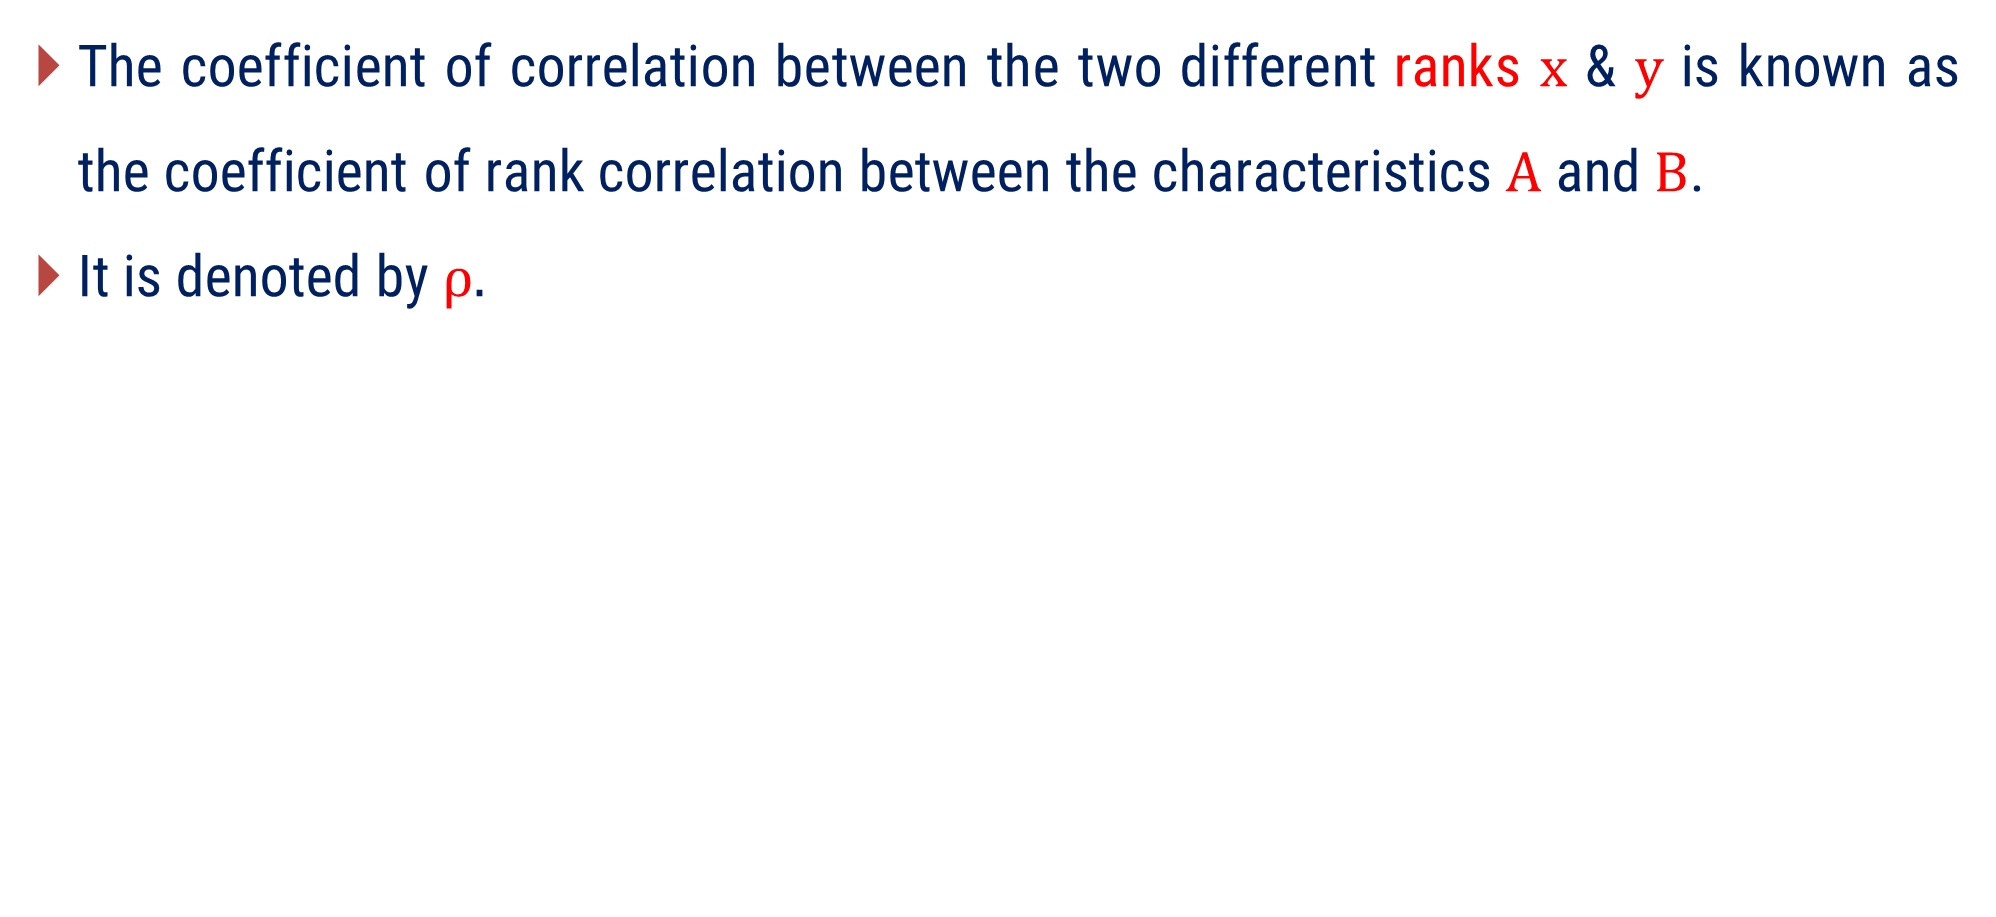 The coefficient of correlation between the two different ranks x & y is known as
the coefficient of rank correlation between the characteristics A and B.
It is denoted by ρ.